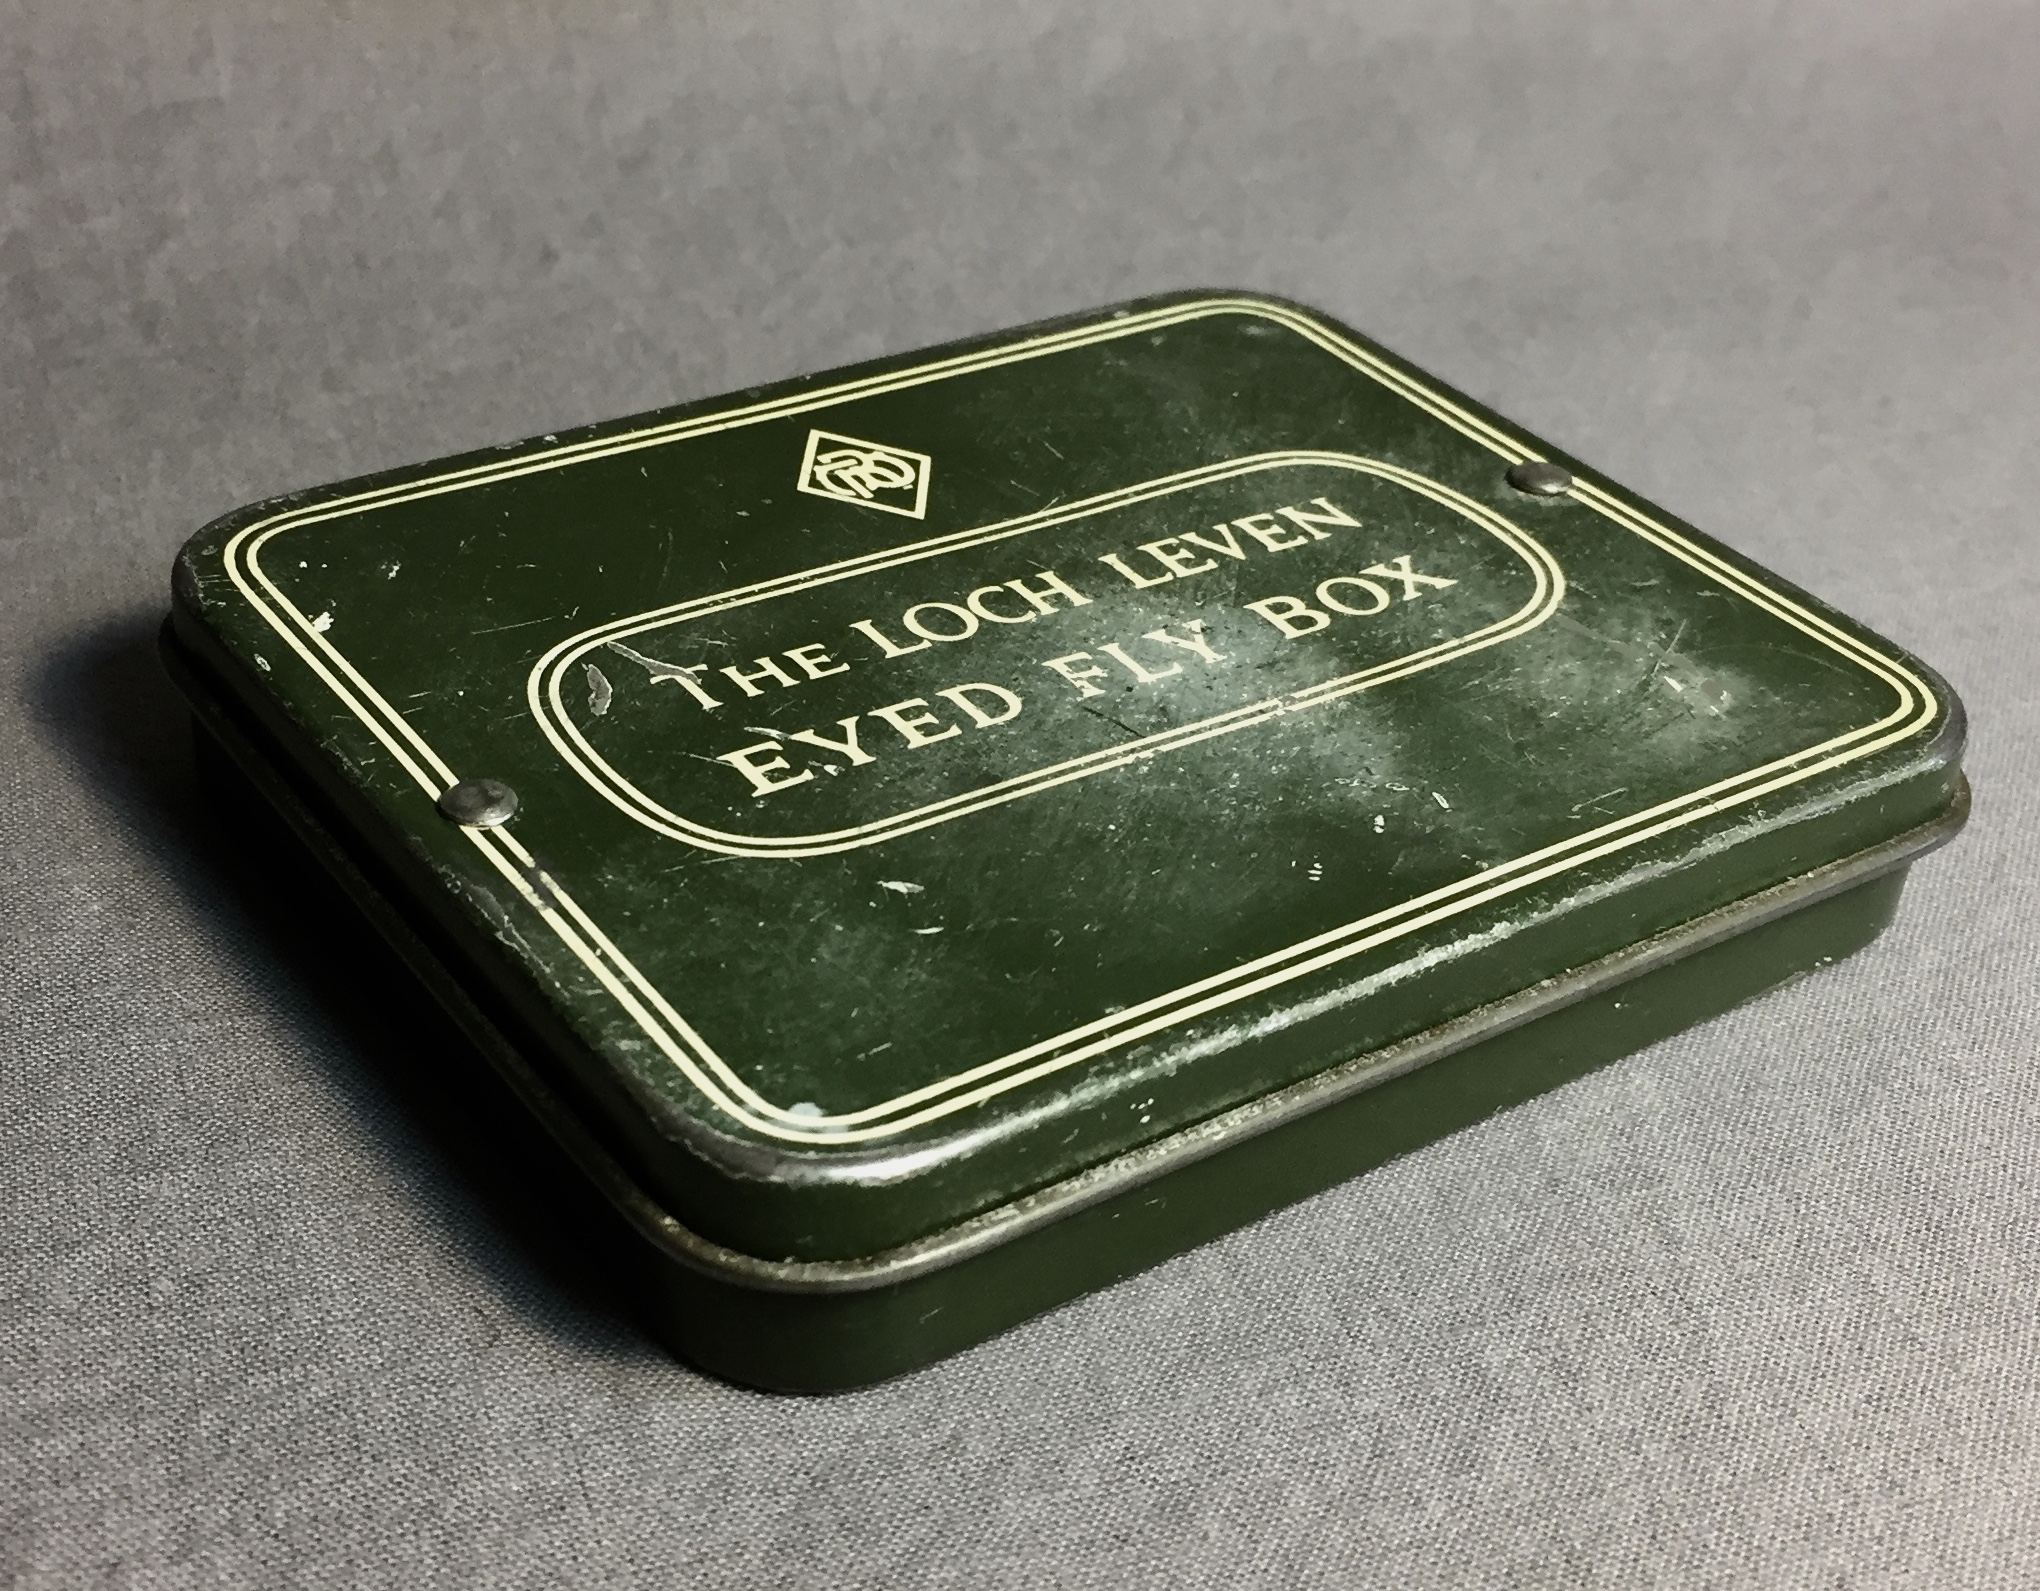 THE LOCH LEVEN
EYED FLY BOX